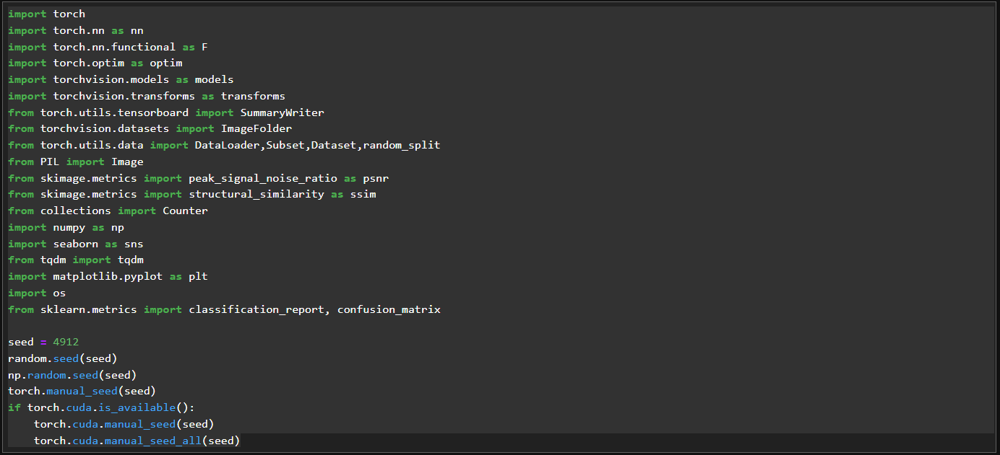 import torch
import torch.nn as nn
import torch.nn.functional as F
import torch.optim as optim
import torchvision.models as models
import torchvision.transforms as transforms
from torch.utils.tensorboard import SummaryWriter
from torchvision.datasets import ImageFolder
from torch.utils.data import DataLoader,Subset,Dataset,random_split
from PIL import Image
from skimage.metrics import peak_signal_noise_ratio as psnr
from skimage.metrics import structural_similarity as ssim
from collections import Counter
import numpy as np
import seaborn as sns
from tqdm import tqdm
import matplotlib.pyplot as plt
import os
from sklearn.metrics import classification_report, confusion_matrix

seed = 4912
random.seed(seed)
np.random.seed(seed)
torch.manual_seed(seed)
if torch.cuda.is_available():
    torch.cuda.manual_seed(seed)
    torch.cuda.manual_seed_all(seed)